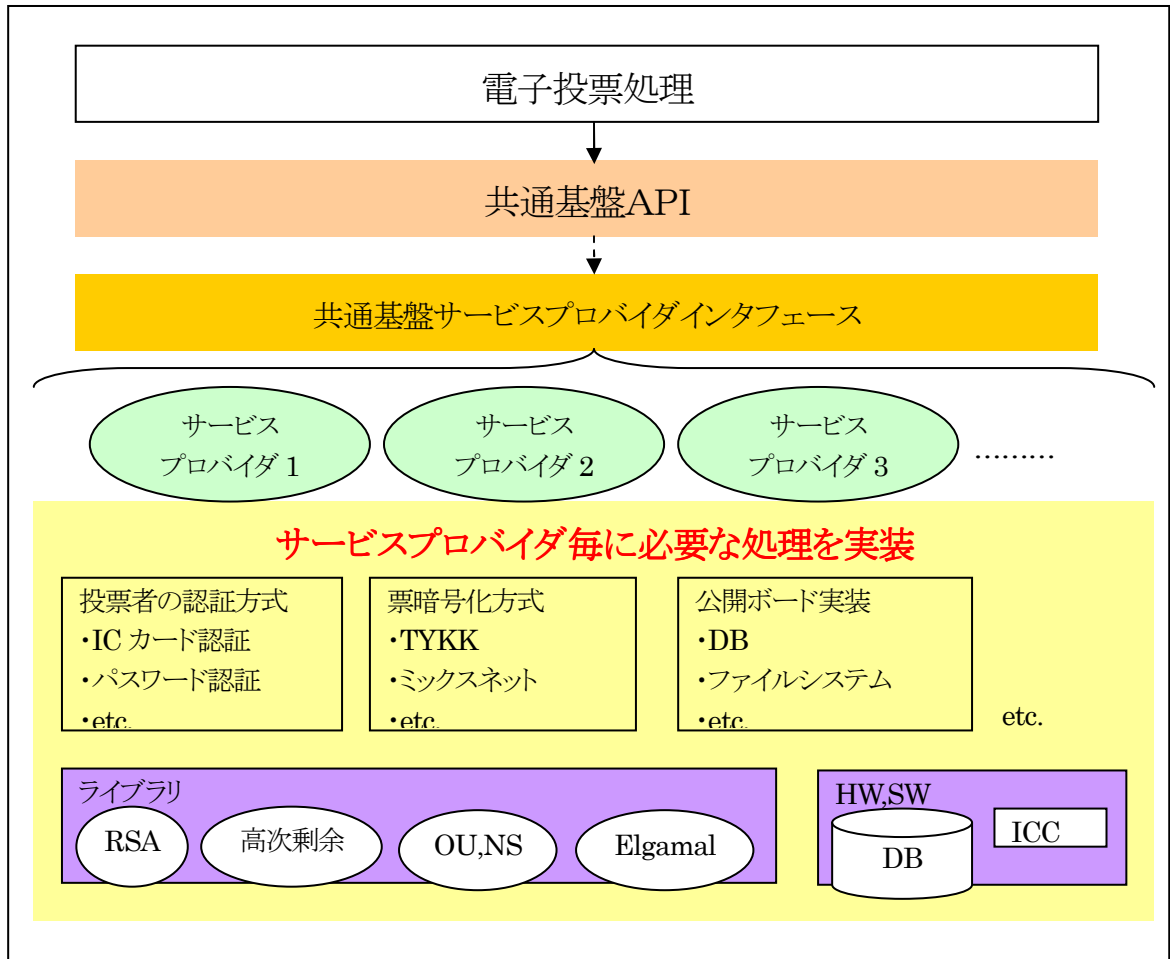 電子投票処理
共通基盤API
共通基盤サービスプロバイダインタフェース
サービス
プロバイダ 1
サービス
プロバイダ 2
サービス
プロバイダ 3
………
サービスプロバイダ毎に必要な処理を実装
投票者の認証方式
・IC カード認証
・パスワード認証
・etc.
票暗号化方式
・TYKK
・ミックスネット
・etc.
公開ボード実装
・DB
・ファイルシステム
・etc.
etc.
ライブラリ
RSA
高次剰余
OU,NS
Elgamal
HW,SW
DB
ICC